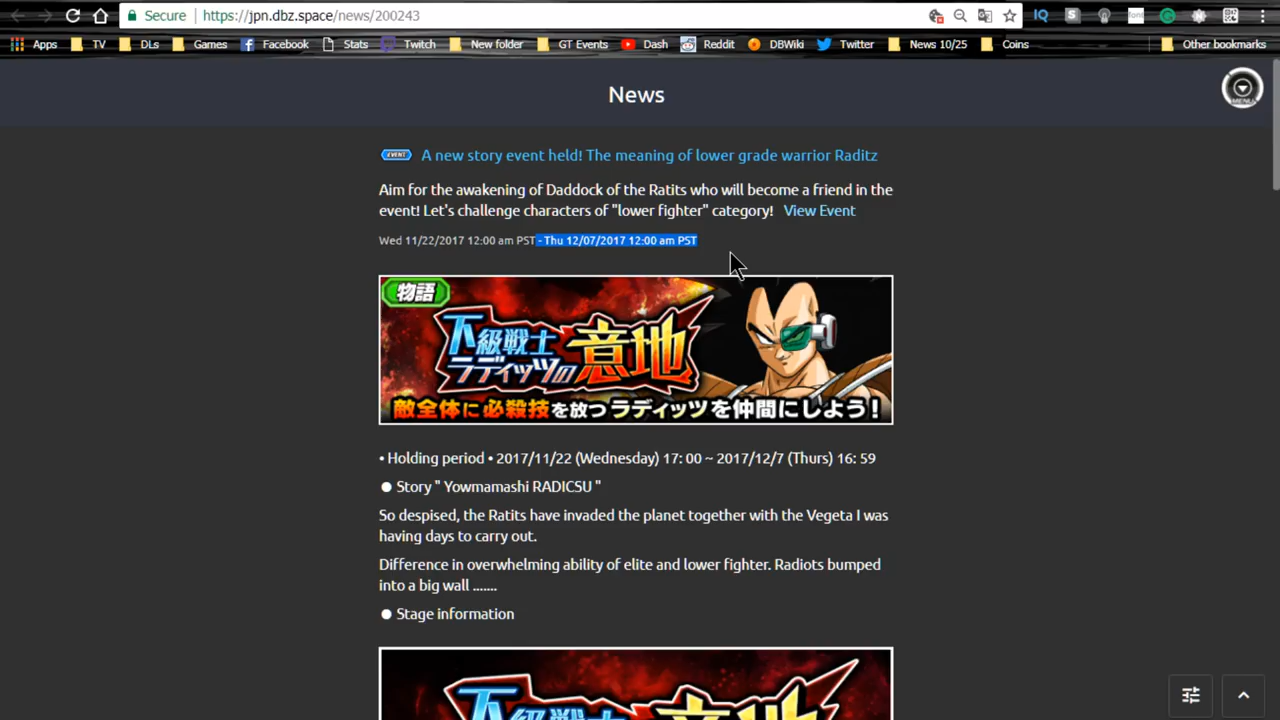 Secure https://jpn.dbz.space/news/200243
Apps TV DLs Games Facebook Stats Twitch New folder GT Events Dash Reddit DBWiki Twitter News 10/25 Coins Other bookmarks
News
MENU
EVENT A new story event held! The meaning of lower grade warrior Raditz
Aim for the awakening of Daddock of the Ratits who will become a friend in the
event! Let's challenge characters of "lower fighter" category! View Event
Wed 11/22/2017 12:00 am PST - Thu 12/07/2017 12:00 am PST
物語
下級戦士
ラディッツの意地
敵全体に必殺技を放つラディッツを仲間にしよう!
• Holding period • 2017/11/22 (Wednesday) 17: 00 ~ 2017/12/7 (Thurs) 16: 59
● Story " Yowmamashi RADICSU "
So despised, the Ratits have invaded the planet together with the Vegeta I was
having days to carry out.
Difference in overwhelming ability of elite and lower fighter. Radiots bumped
into a big wall .......
● Stage information